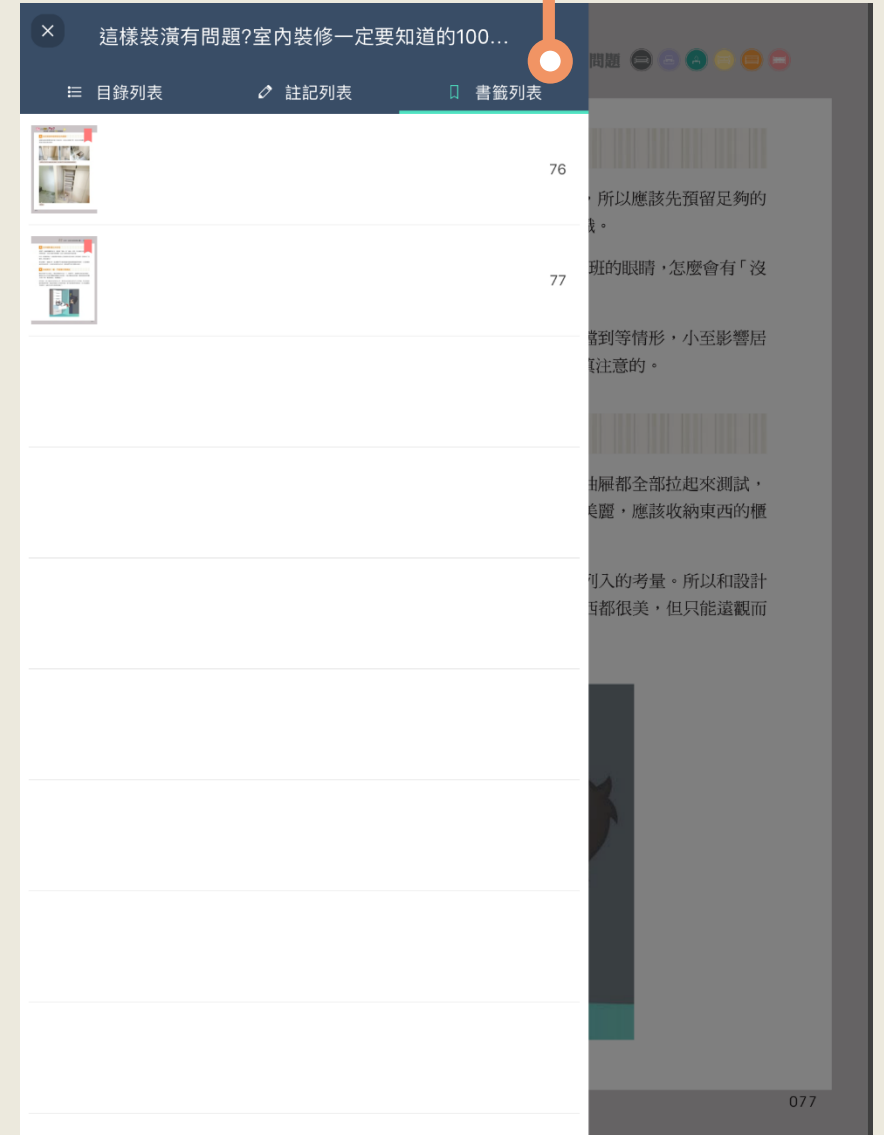 這樣裝潢有問題?室內裝修一定要知道的100...
問題
目錄列表
註記列表
書籤列表
76
77
，所以應該先預留足夠的
。
班的眼睛，怎麼會有「沒
當到等情形，小至影響居
注意的。
抽屜都全部拉起來測試，
美麗，應該收納東西的櫃
列入的考量。所以和設計
西都很美，但只能遠觀而
077